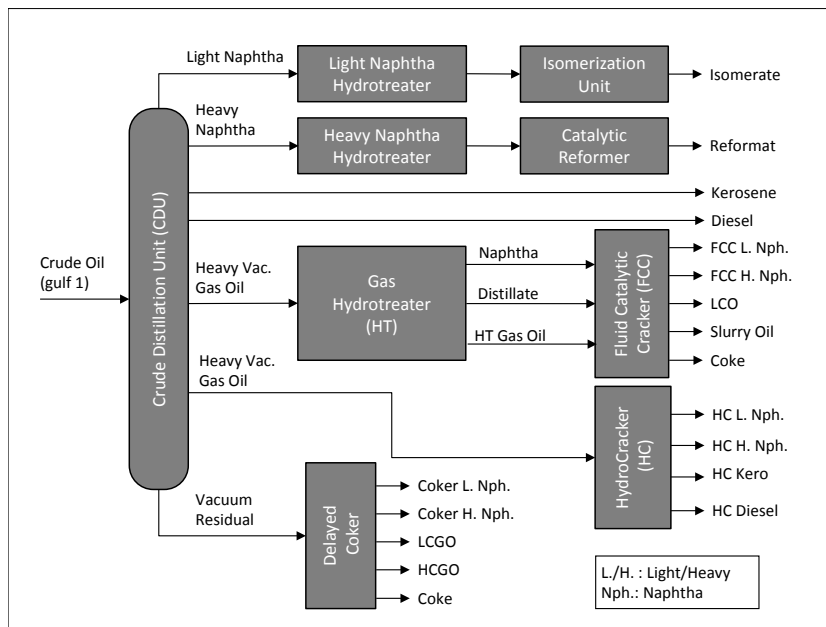 Light Naphtha
Light Naphtha
Hydrotreater
Isomerization
Unit
Isomerate
Heavy
Naphtha
Heavy Naphtha
Hydrotreater
Catalytic
Reformer
Reformat
Kerosene
Diesel
Crude Oil
(gulf 1)
Crude Distillation Unit (CDU)
Heavy Vac.
Gas Oil
Gas
Hydrotreater
(HT)
Naphtha
Distillate
HT Gas Oil
Fluid Catalytic
Cracker (FCC)
FCC L. Nph.
FCC H. Nph.
LCO
Slurry Oil
Coke
Heavy Vac.
Gas Oil
HydroCracker
(HC)
HC L. Nph.
HC H. Nph.
HC Kero
HC Diesel
Vacuum
Residual
Delayed
Coker
Coker L. Nph.
Coker H. Nph.
LCGO
HCGO
Coke
L./H. : Light/Heavy
Nph.: Naphtha